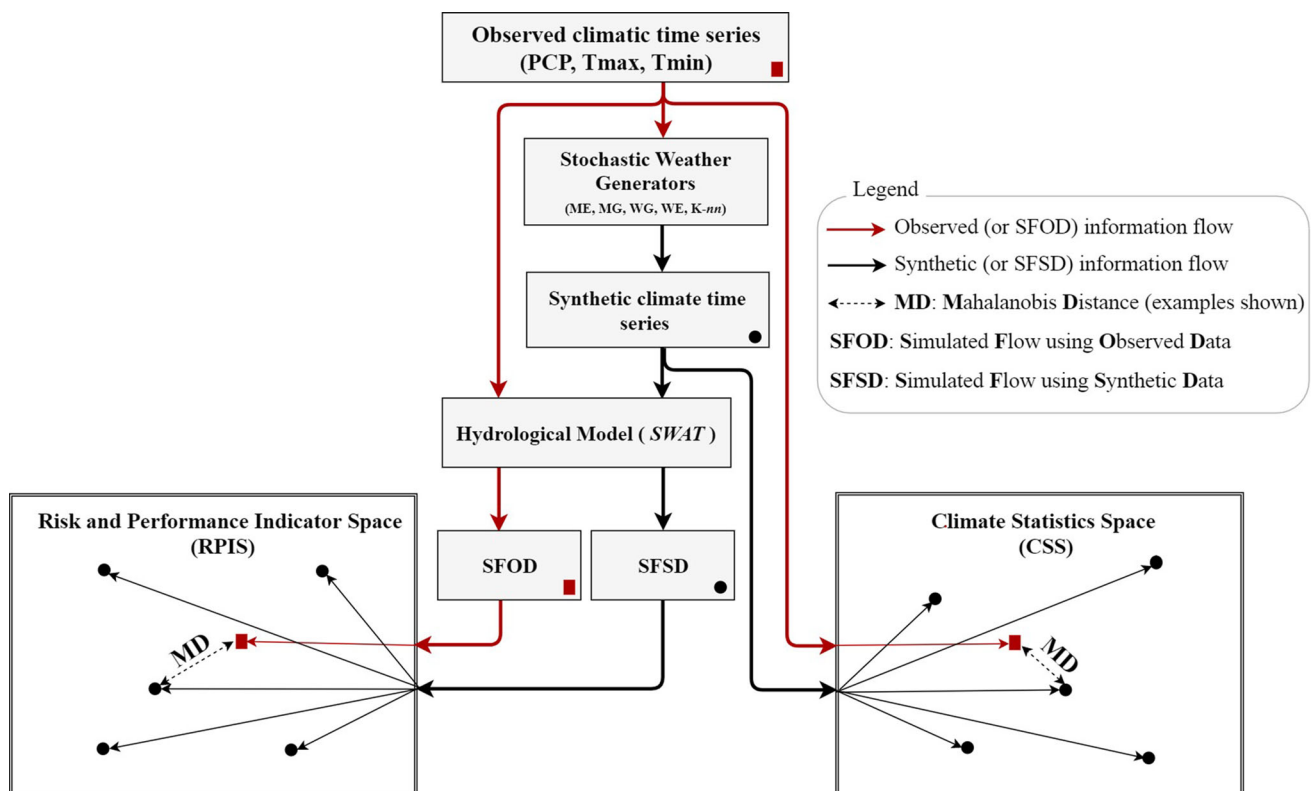 Observed climatic time series
(PCP, Tmax, Tmin)
Stochastic Weather
Generators
(ME, MG, WG, WE, K-nn)
Synthetic climate time
series
Hydrological Model ( SWAT )
SFOD
SFSD
Legend
Observed (or SFOD) information flow
Synthetic (or SFSD) information flow
MD: Mahalanobis Distance (examples shown)
SFOD: Simulated Flow using Observed Data
SFSD: Simulated Flow using Synthetic Data
Risk and Performance Indicator Space
(RPIS)
MD
Climate Statistics Space
(CSS)
MD